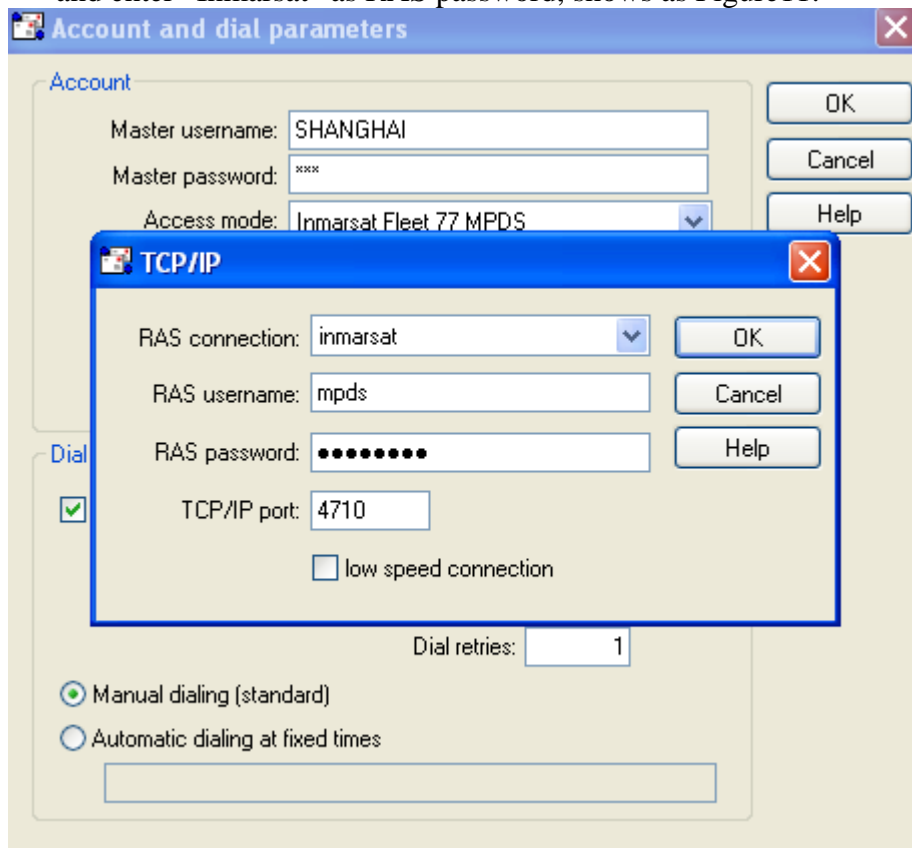 and enter "Inmarsat" as RAS password, shows as Figure11.
Account and dial parameters
Account
Master username: SHANGHAI
Master password: ***
Access mode: Inmarsat Fleet 77 MPDS
OK
Cancel
Help
TCP/IP
RAS connection: inmarsat
RAS username: mpds
RAS password: ●●●●●●●●
TCP/IP port: 4710
low speed connection
OK
Cancel
Help
Dial
Dial retries: 1
Manual dialing (standard)
Automatic dialing at fixed times